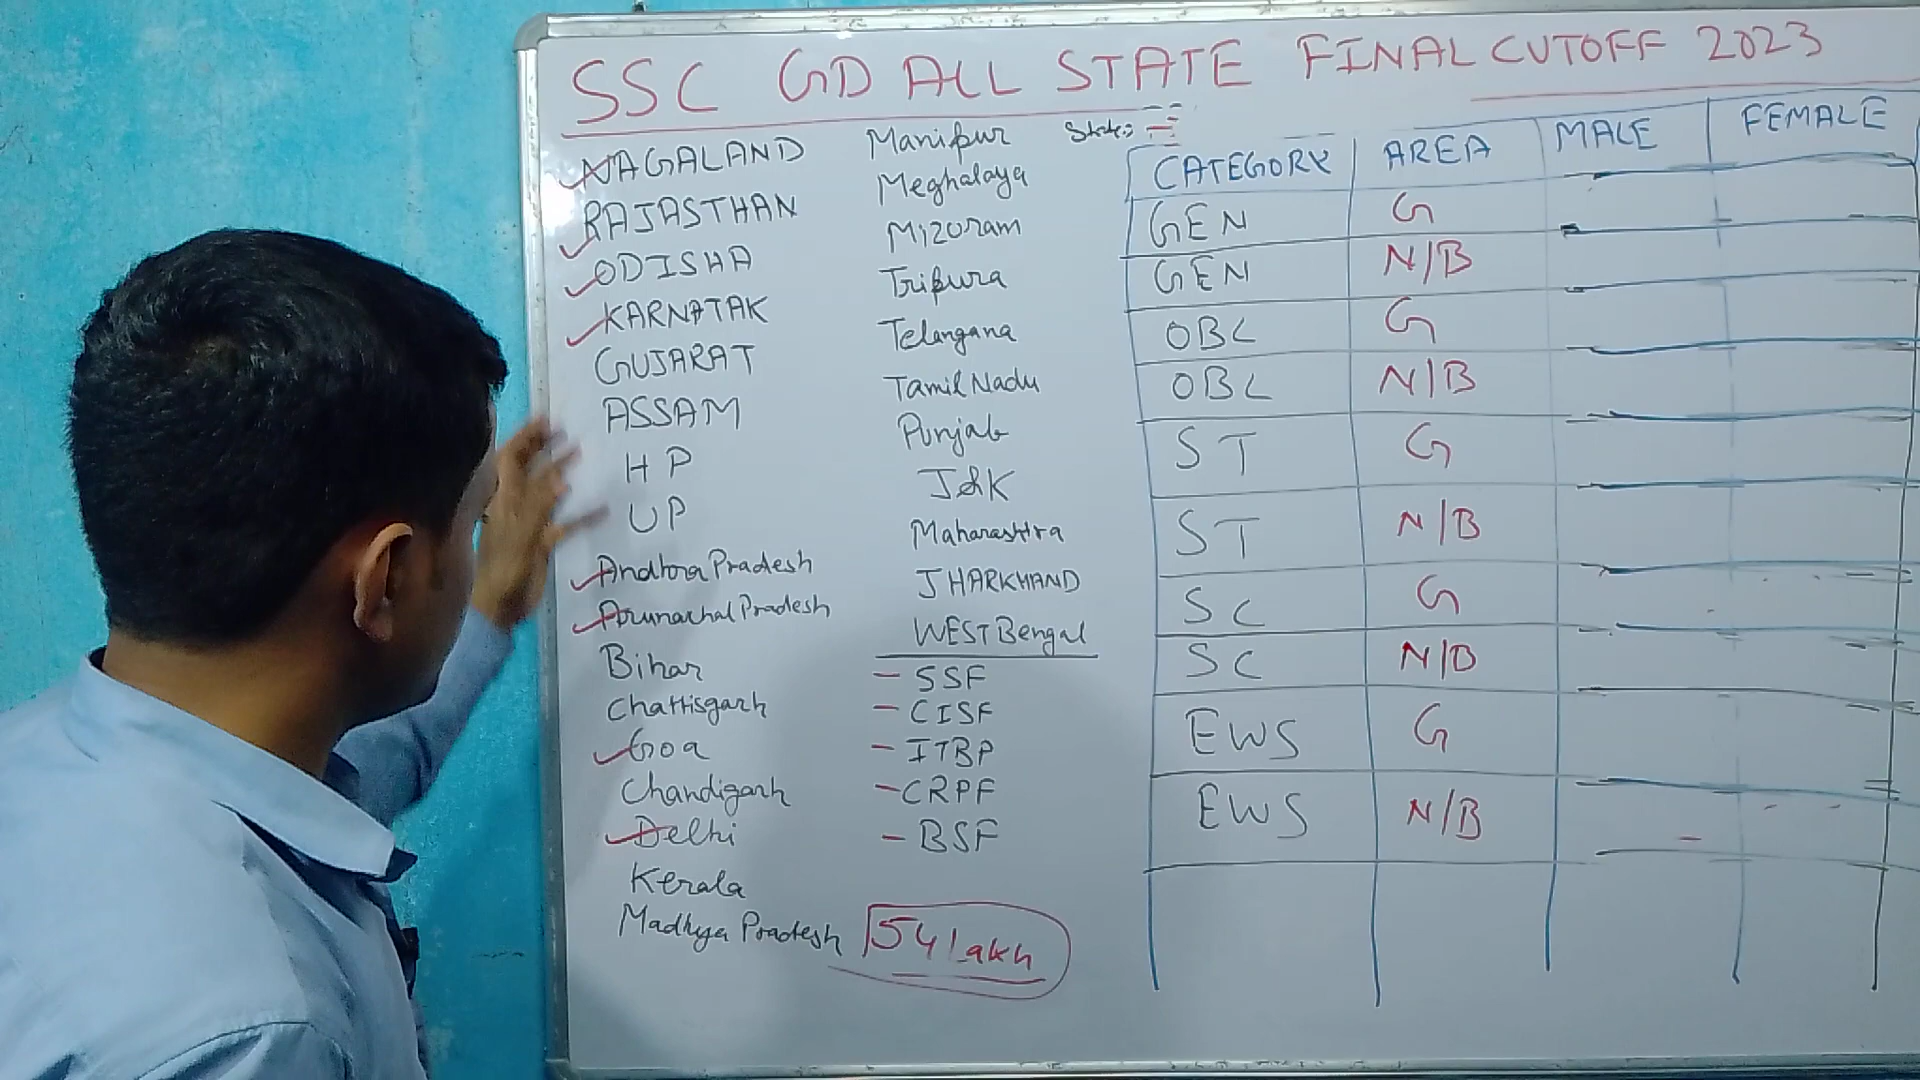 SSC GD ALL STATE FINAL CUTOFF 2023
NAGALAND
RAJASTHAN
ODISHA
KARNATAK
GUJARAT
ASSAM
HP
UP
Andhra Pradesh
Arunachal Pradesh
Bihar
Chattisgarh
Goa
Chandigarh
Delhi
Kerala
Madhya Pradesh
Manipur
Meghalaya
Mizoram
Tripura
Telangana
Tamil Nadu
Punjab
J&K
Maharashtra
JHARKHAND
WEST Bengal
- SSF
- CISF
- ITBP
- CRPF
- BSF
54 lakh
State:-
CATEGORY AREA MALE FEMALE
GEN G
GEN N/B
OBC G
OBC N/B
ST G
ST N/B
SC G
SC N/B
EWS G
EWS N/B